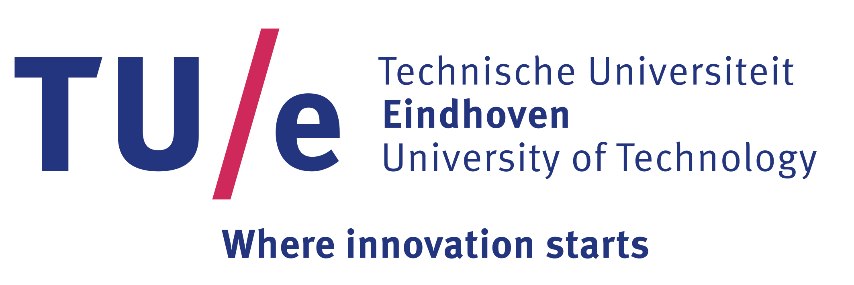 TU/e
Technische Universiteit
Eindhoven
University of Technology
Where innovation starts